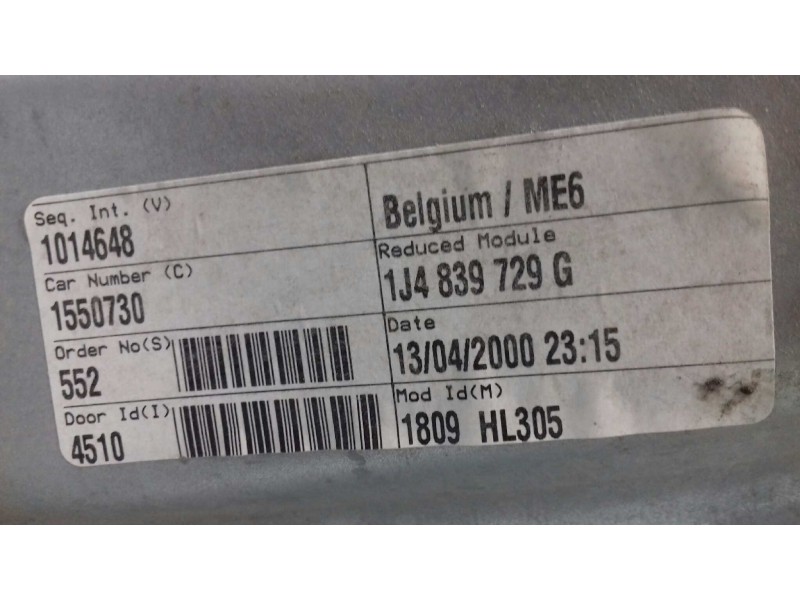 Seq. Int. (V)
1014648
Belgium / ME6
Car Number (C)
1550730
Reduced Module
1J4 839 729 G
Order No(S)
552
Date
13/04/2000 23:15
Door Id(I)
4510
Mod Id(M)
1809 HL305